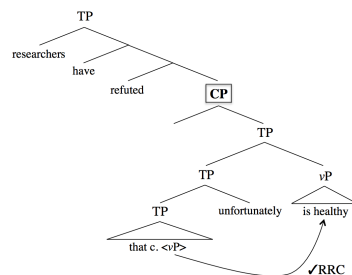 TP
researchers
have
refuted
CP
TP
TP vP
TP unfortunately is healthy
that c. <vP>
✓RRC